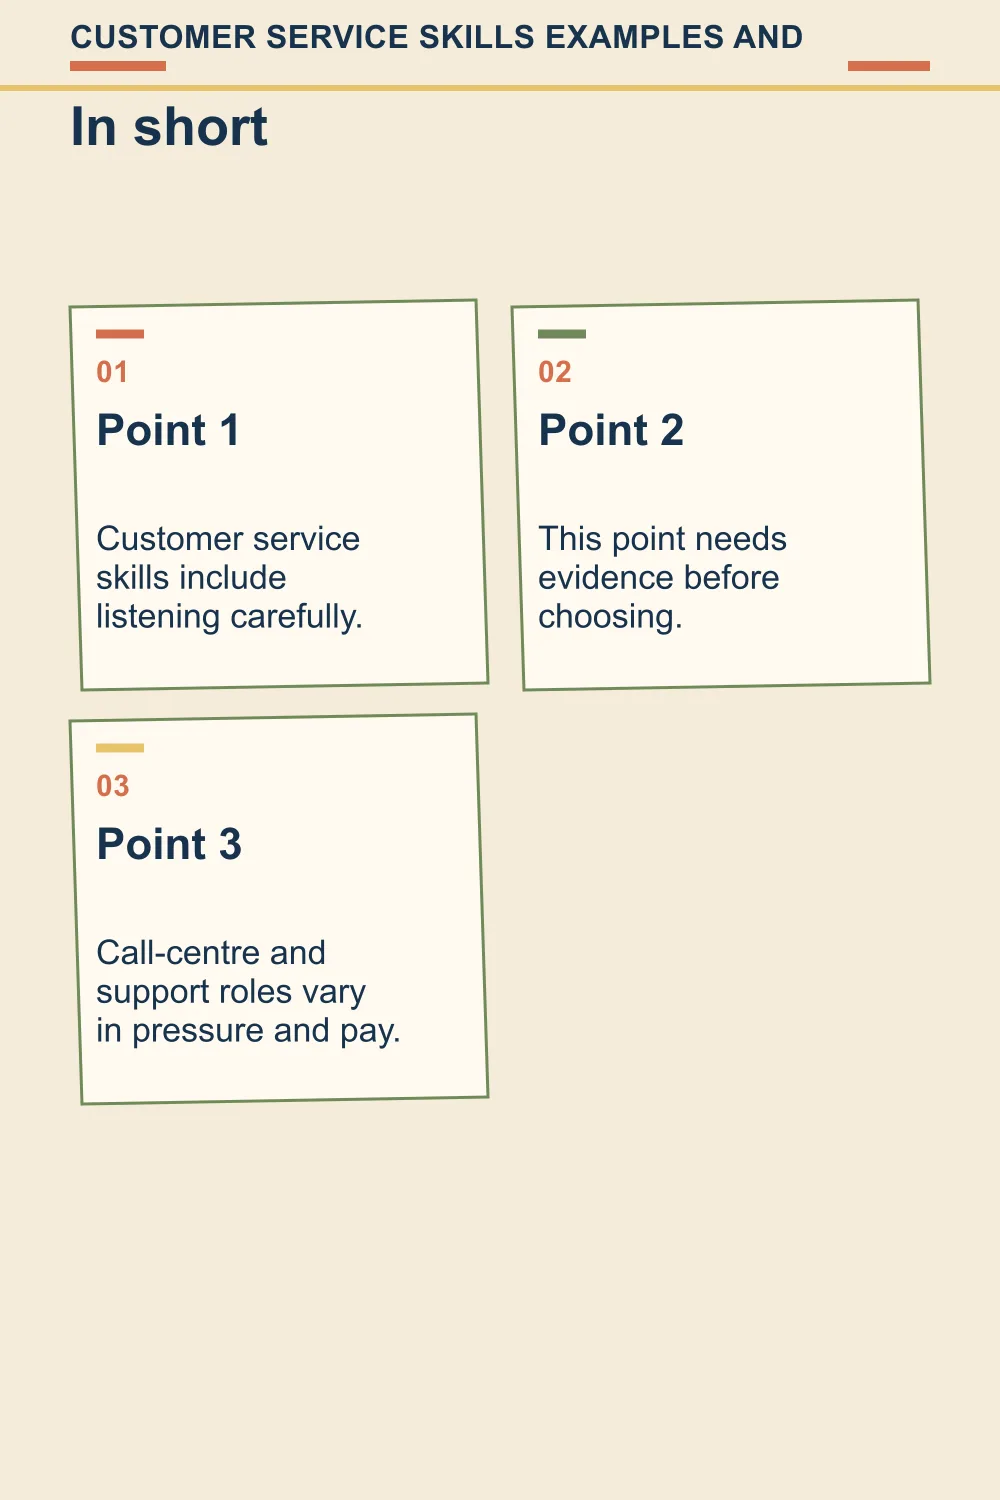 CUSTOMER SERVICE SKILLS EXAMPLES AND
In short
01
Point 1
Customer service
skills include
listening carefully.
02
Point 2
This point needs
evidence before
choosing.
03
Point 3
Call-centre and
support roles vary
in pressure and pay.